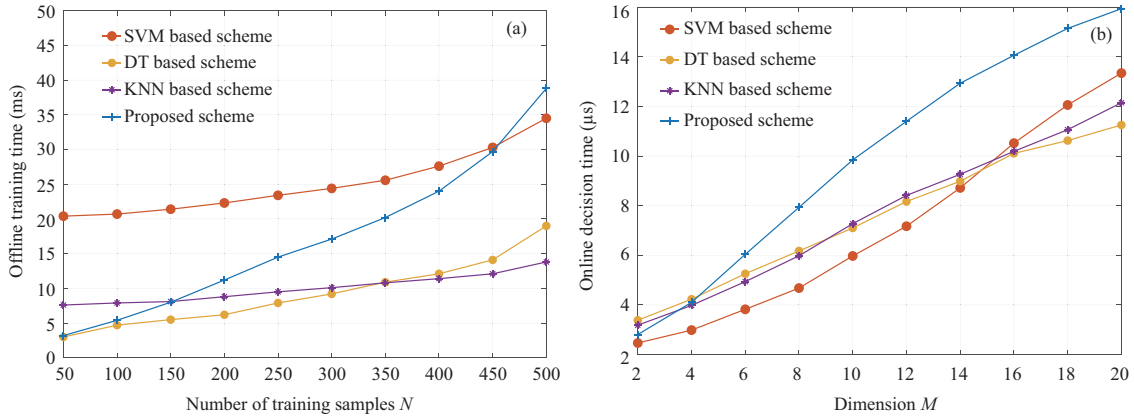 (a)
SVM based scheme
DT based scheme
KNN based scheme
Proposed scheme
Offline training time (ms)
50
45
40
35
30
25
20
15
10
5
0
50 100 150 200 250 300 350 400 450 500
Number of training samples N
(b)
SVM based scheme
DT based scheme
KNN based scheme
Proposed scheme
Online decision time (µs)
16
14
12
10
8
6
4
2
2 4 6 8 10 12 14 16 18 20
Dimension M